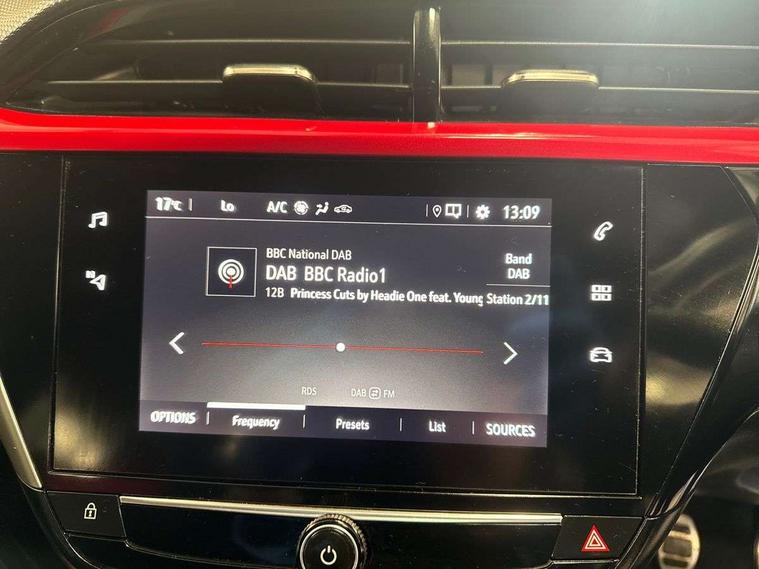 17°C Lo A/C 13:09
BBC National DAB
DAB BBC Radio1
Band
DAB
12B Princess Cuts by Headie One feat. Young Station 2/11
RDS DAB FM
OPTIONS Frequency Presets List SOURCES
N